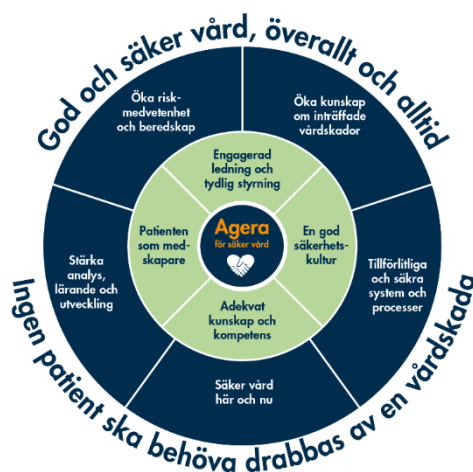 God och säker vård, överallt och alltid
Öka risk-
medvetenhet
och beredskap
Öka kunskap
om inträffade
vårdskador
Engagerad
ledning och
tydlig styrning
Patienten
som med-
skapare
Agera
för säker vård
En god
säkerhets-
kultur
Stärka
analys,
lärande och
utveckling
Tillförlitliga
och säkra
system och
processer
Adekvat
kunskap och
kompetens
Säker vård
här och nu
Ingen patient ska behöva drabbas av en vårdskada